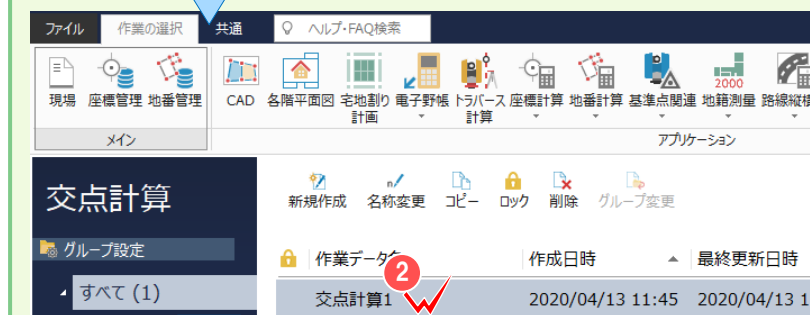 ファイル 作業の選択 共通 ヘルプ・FAQ検索
現場 座標管理 地番管理 CAD 各階平面図 宅地割り計画 電子野帳 トラバース計算 座標計算 地番計算 基準点関連 2000 地籍測量 路線縦横
メイン アプリケーション
交点計算
新規作成 名称変更 コピー ロック 削除 グループ変更
グループ設定
作業データ 作成日時 最終更新日時
2
すべて (1)
交点計算1 2020/04/13 11:45 2020/04/13 1